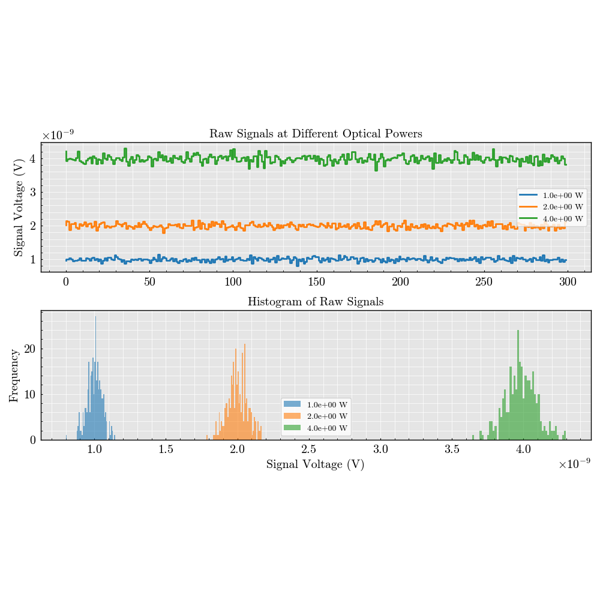 Raw Signals at Different Optical Powers
×10⁻⁹
Signal Voltage (V)
4
3
2
1
1.0e+00 W
2.0e+00 W
4.0e+00 W
0 50 100 150 200 250 300
Histogram of Raw Signals
Frequency
20
10
0
1.0e+00 W
2.0e+00 W
4.0e+00 W
1.0 1.5 2.0 2.5 3.0 3.5 4.0
Signal Voltage (V)
×10⁻⁹